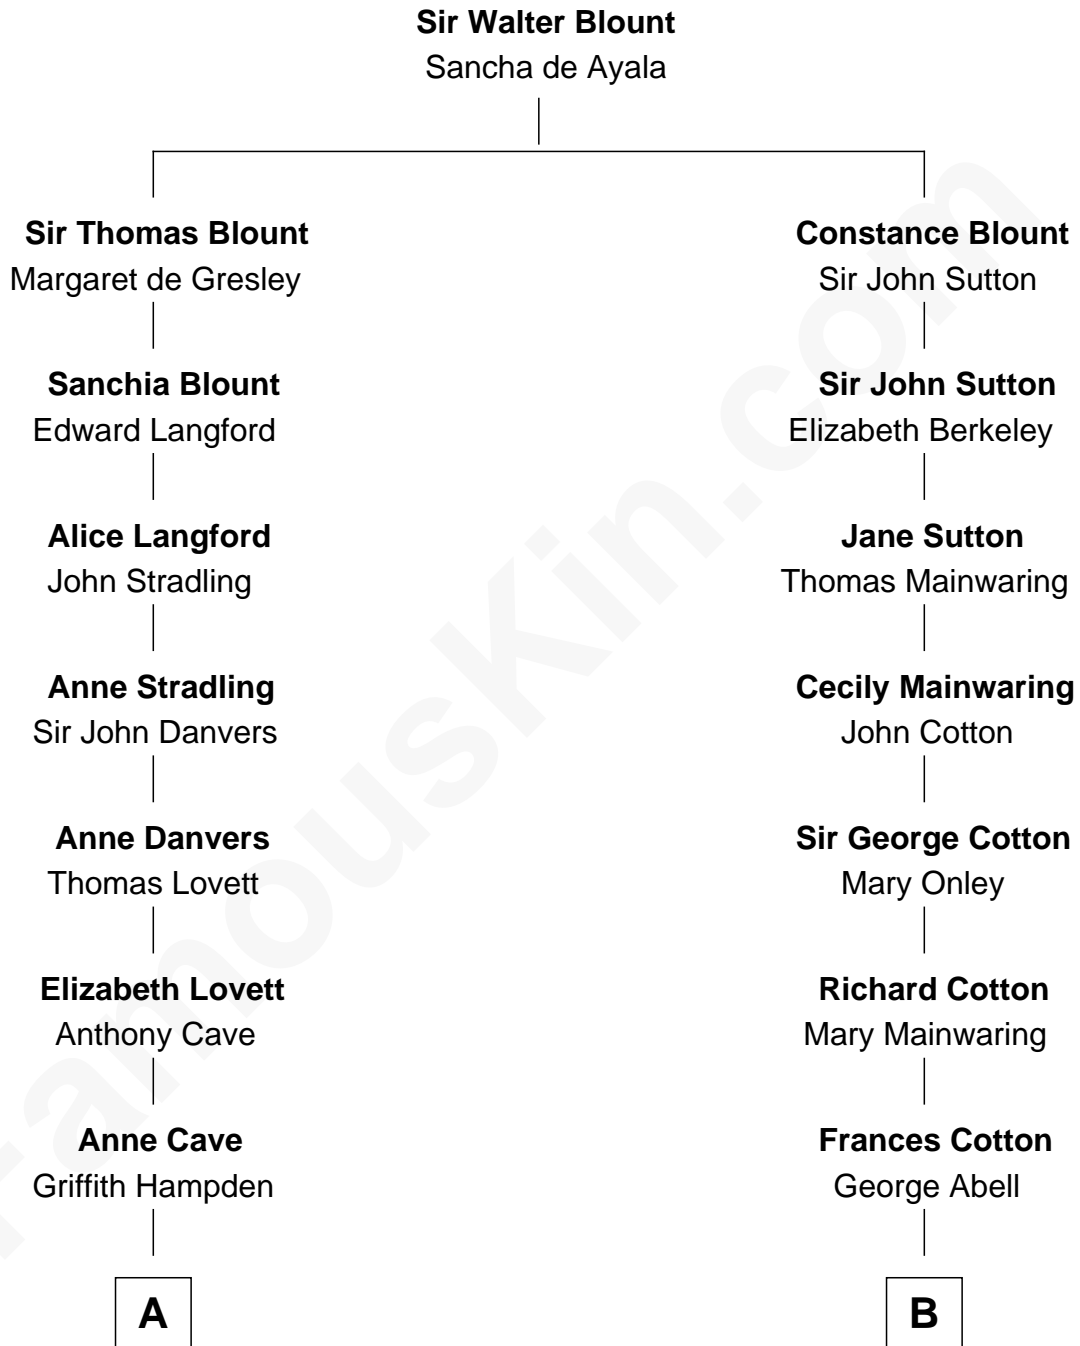 Sir Walter Blount
Sancha de Ayala
Sir Thomas Blount
Margaret de Gresley
Constance Blount
Sir John Sutton
Sanchia Blount
Edward Langford
Sir John Sutton
Elizabeth Berkeley
Alice Langford
John Stradling
Jane Sutton
Thomas Mainwaring
Anne Stradling
Sir John Danvers
Cecily Mainwaring
John Cotton
Anne Danvers
Thomas Lovett
Sir George Cotton
Mary Onley
Elizabeth Lovett
Anthony Cave
Richard Cotton
Mary Mainwaring
Anne Cave
Griffith Hampden
Frances Cotton
George Abell
A
B
FamousKin.com